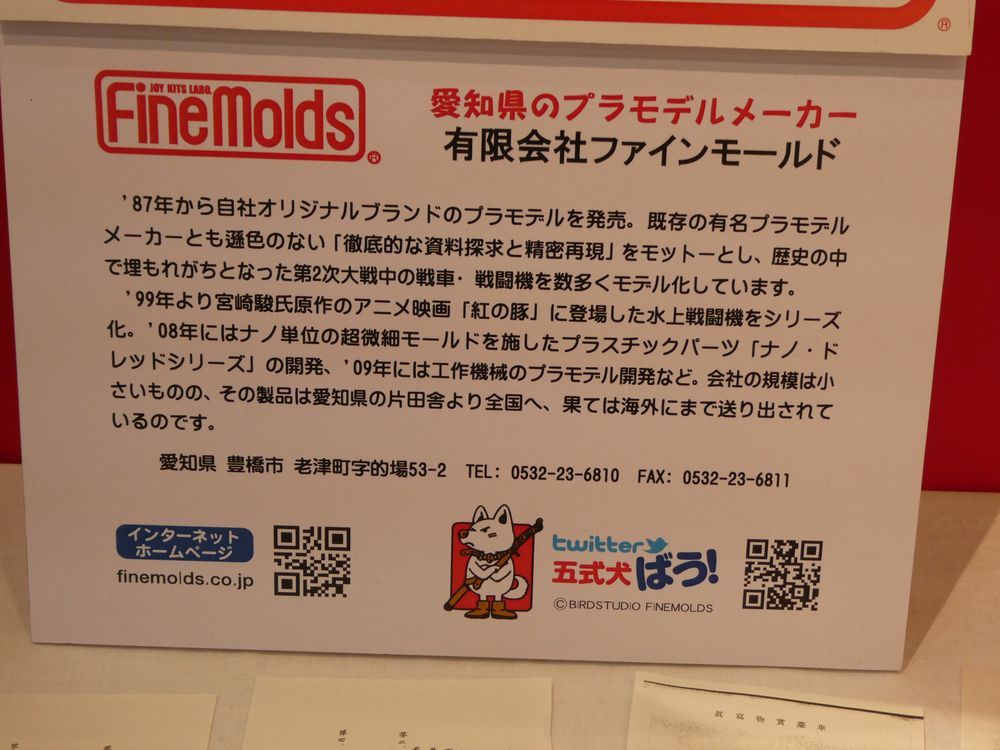 ®
JOY KITS LABO.
FineMolds®
愛知県のプラモデルメーカー
有限会社ファインモールド
'87年から自社オリジナルブランドのプラモデルを発売。既存の有名プラモデル
メーカーとも遜色のない「徹底的な資料探求と精密再現」をモットーとし、歴史の中
で埋もれがちとなった第2次大戦中の戦車・戦闘機を数多くモデル化しています。
'99年より宮崎駿氏原作のアニメ映画「紅の豚」に登場した水上戦闘機をシリーズ
化。'08年にはナノ単位の超微細モールドを施したプラスチックパーツ「ナノ・ド
レッドシリーズ」の開発、'09年には工作機械のプラモデル開発など。会社の規模は小
さいものの、その製品は愛知県の片田舎より全国へ、果ては海外にまで送り出されて
いるのです。
愛知県 豊橋市 老津町字的場53-2 TEL: 0532-23-6810 FAX: 0532-23-6811
インターネット
ホームページ
finemolds.co.jp
twitter
五式犬ばう!
©BIRDSTUDIO FINEMOLDS
眞寫物實臺車